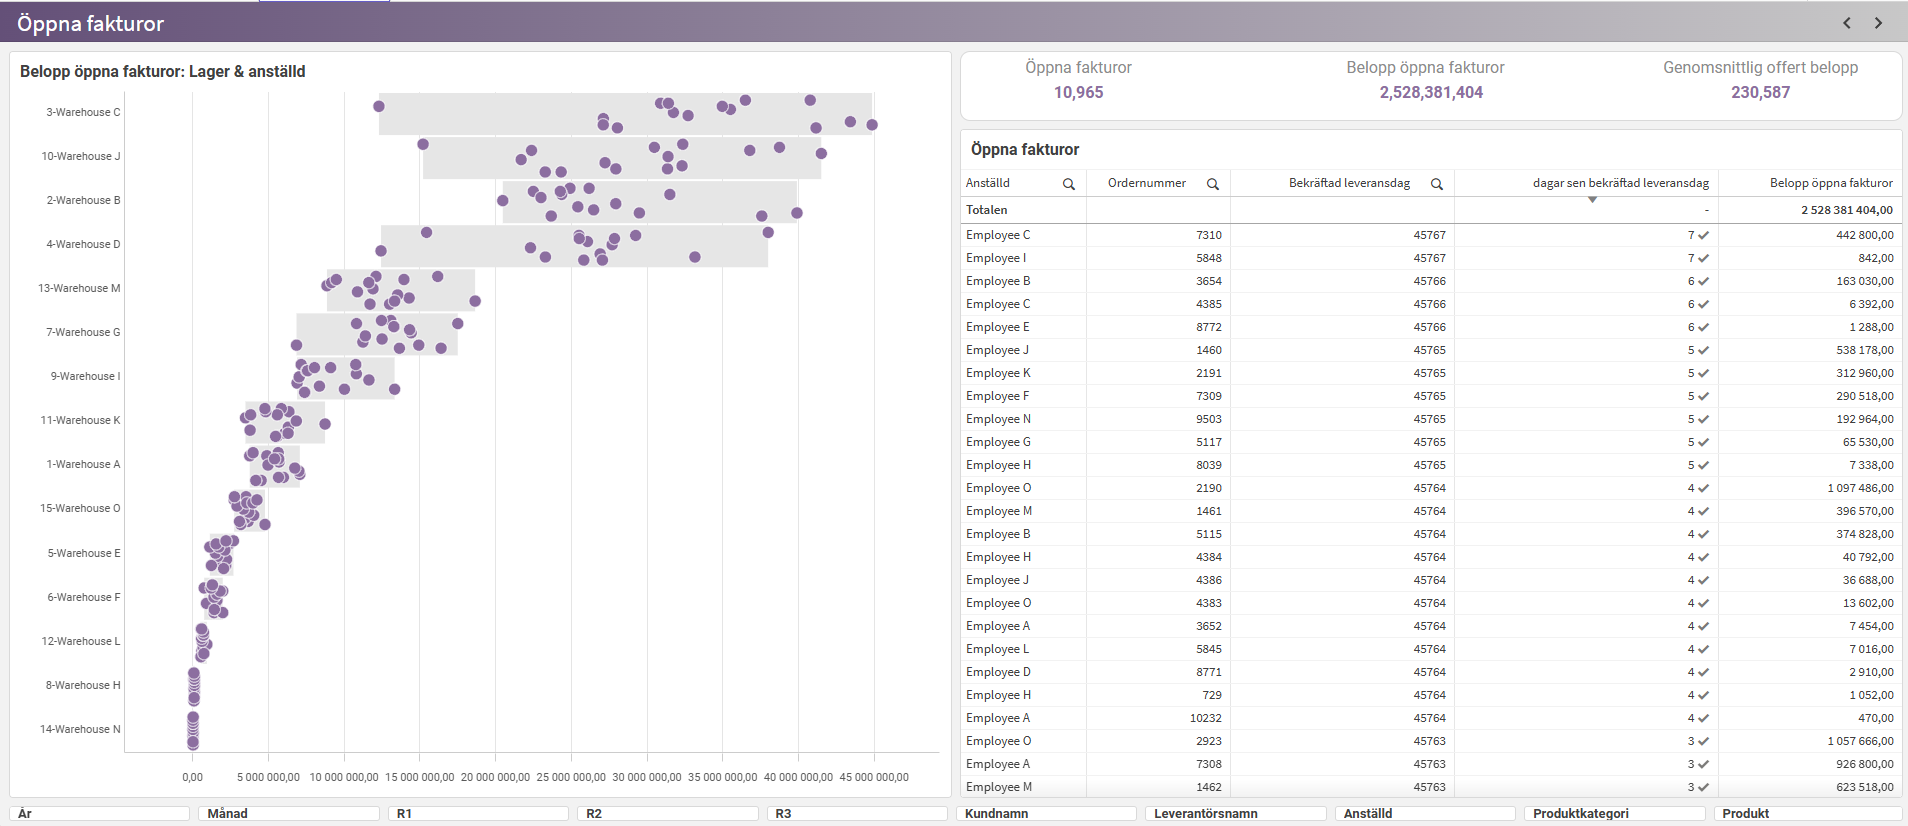 Öppna fakturor
Belopp öppna fakturor: Lager & anställd
3-Warehouse C
10-Warehouse J
2-Warehouse B
4-Warehouse D
13-Warehouse M
7-Warehouse G
9-Warehouse I
11-Warehouse K
1-Warehouse A
15-Warehouse O
5-Warehouse E
6-Warehouse F
12-Warehouse L
8-Warehouse H
14-Warehouse N
0,00 5 000 000,00 10 000 000,00 15 000 000,00 20 000 000,00 25 000 000,00 30 000 000,00 35 000 000,00 40 000 000,00 45 000 000,00
Öppna fakturor Belopp öppna fakturor Genomsnittlig offert belopp
10,965 2,528,381,404 230,587
Öppna fakturor
Anställd Ordernummer Bekräftad leveransdag dagar sen bekräftad leveransdag Belopp öppna fakturor
Totalen - 2 528 381 404,00
Employee C 7310 45767 7 442 800,00
Employee I 5848 45767 7 842,00
Employee B 3654 45766 6 163 030,00
Employee C 4385 45766 6 6 392,00
Employee E 8772 45766 6 1 288,00
Employee J 1460 45765 5 538 178,00
Employee K 2191 45765 5 312 960,00
Employee F 7309 45765 5 290 518,00
Employee N 9503 45765 5 192 964,00
Employee G 5117 45765 5 65 530,00
Employee H 8039 45765 5 7 338,00
Employee O 2190 45764 4 1 097 486,00
Employee M 1461 45764 4 396 570,00
Employee B 5115 45764 4 374 828,00
Employee H 4384 45764 4 40 792,00
Employee J 4386 45764 4 36 688,00
Employee O 4383 45764 4 13 602,00
Employee A 3652 45764 4 7 454,00
Employee L 5845 45764 4 7 016,00
Employee D 8771 45764 4 2 910,00
Employee H 729 45764 4 1 052,00
Employee A 10232 45764 4 470,00
Employee O 2923 45763 3 1 057 666,00
Employee A 7308 45763 3 926 800,00
Employee M 1462 45763 3 623 518,00
År Månad R1 R2 R3 Kundnamn Leverantörsnamn Anställd Produktkategori Produkt